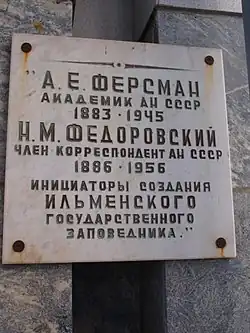 "А.Е. ФЕРСМАН
АКАДЕМИК АН СССР
1883 - 1945
Н.М. ФЕДОРОВСКИЙ
ЧЛЕН-КОРРЕСПОНДЕНТ АН СССР
1886 - 1956
ИНИЦИАТОРЫ СОЗДАНИЯ
ИЛЬМЕНСКОГО
ГОСУДАРСТВЕННОГО
ЗАПОВЕДНИКА."